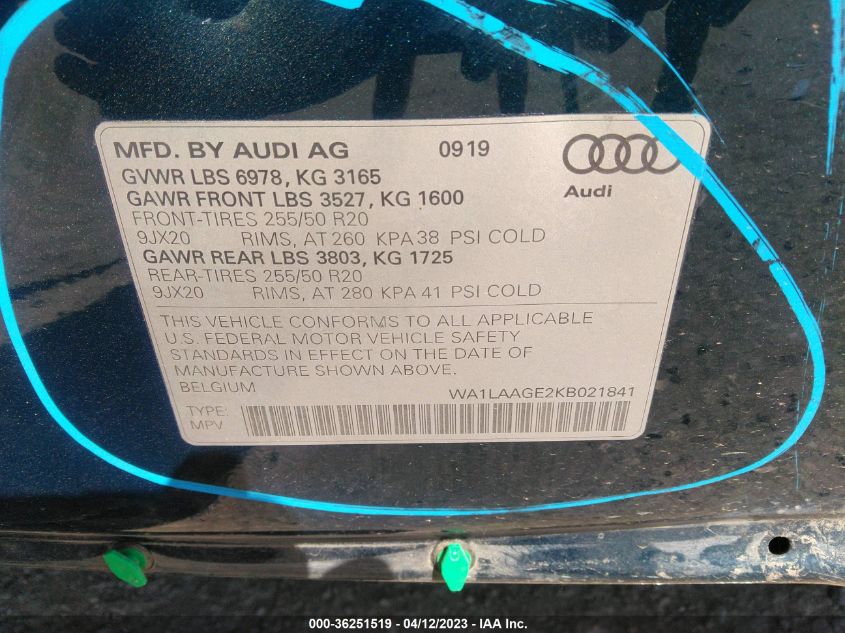 MFD. BY AUDI AG 0919
GVWR LBS 6978, KG 3165
GAWR FRONT LBS 3527, KG 1600
Audi
FRONT-TIRES 255/50 R20
9JX20 RIMS, AT 260 KPA 38 PSI COLD
GAWR REAR LBS 3803, KG 1725
REAR-TIRES 255/50 R20
9JX20 RIMS, AT 280 KPA 41 PSI COLD
THIS VEHICLE CONFORMS TO ALL APPLICABLE
U.S. FEDERAL MOTOR VEHICLE SAFETY
STANDARDS IN EFFECT ON THE DATE OF
MANUFACTURE SHOWN ABOVE.
BELGIUM WA1LAAGE2KB021841
TYPE:
MPV
000-36251519 - 04/12/2023 - IAA Inc.